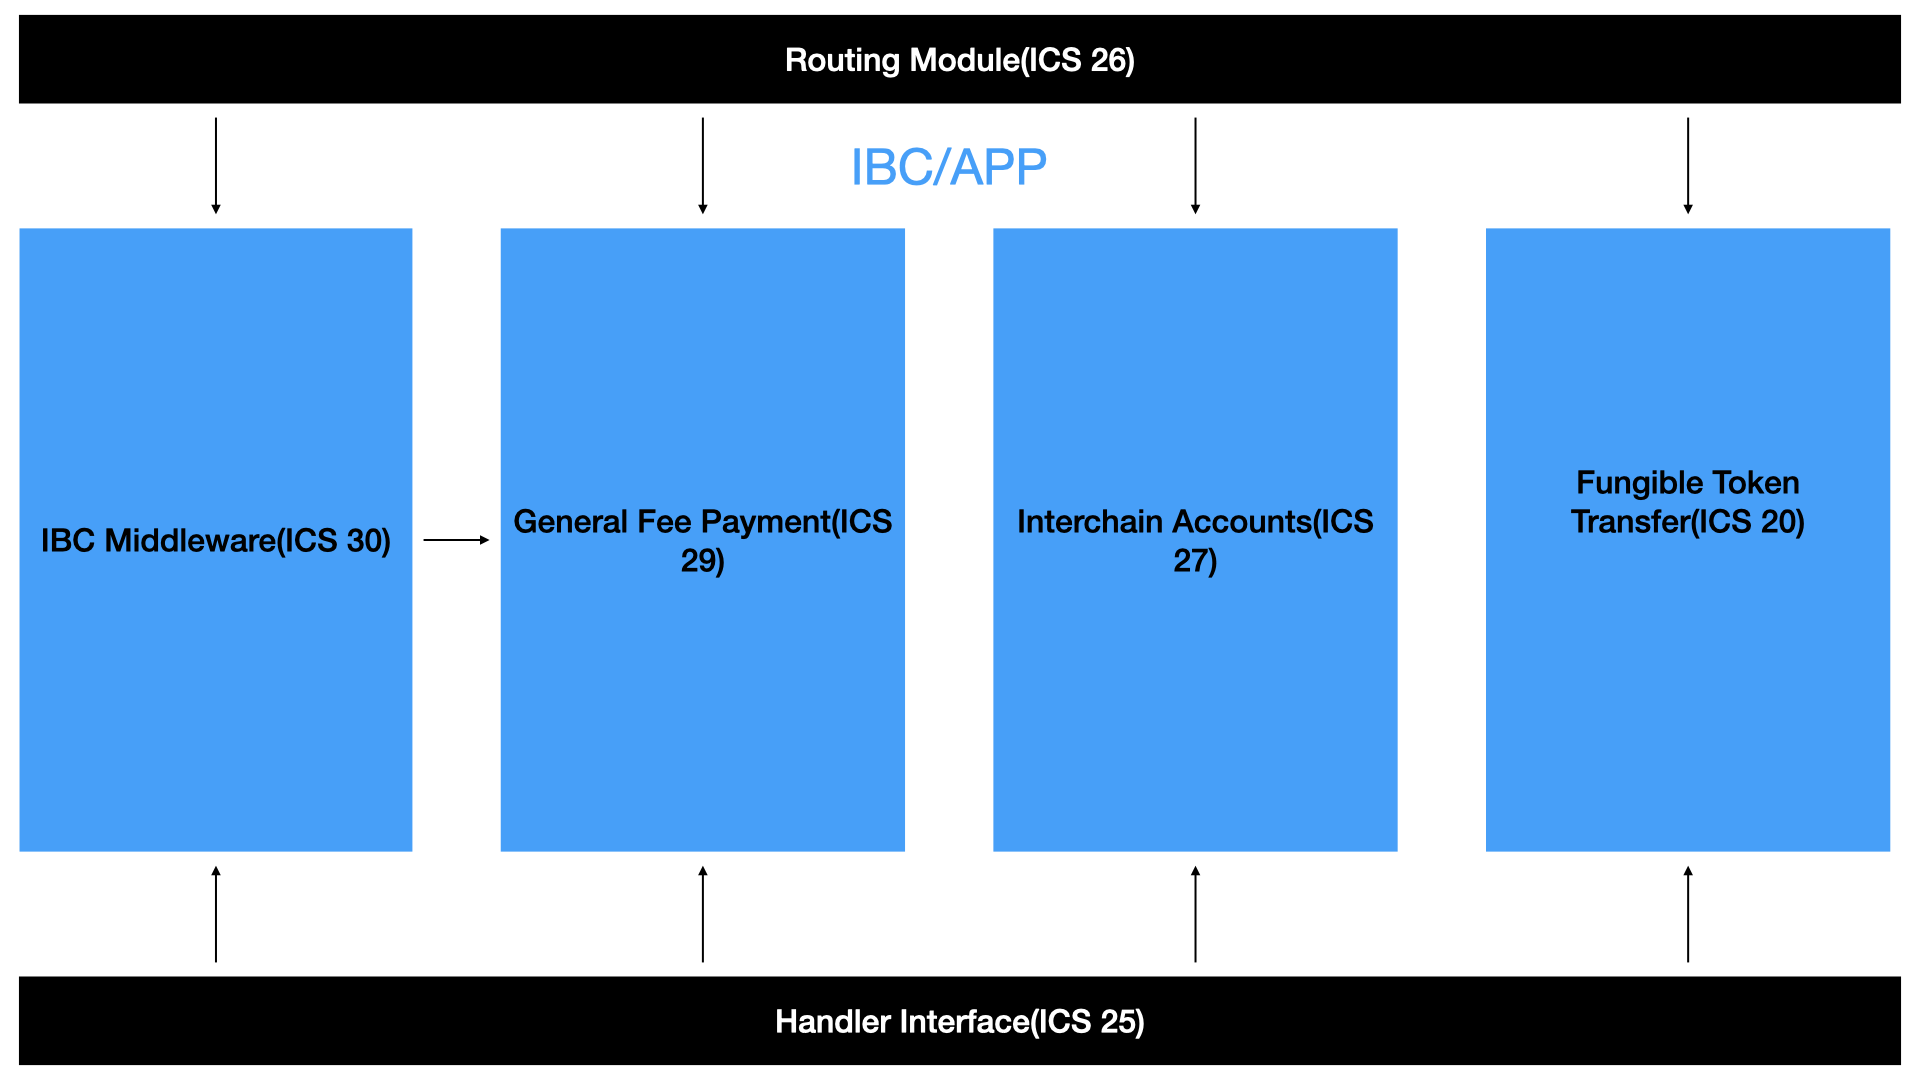 Routing Module(ICS 26)
IBC/APP
IBC Middleware(ICS 30)
General Fee Payment(ICS
29)
Interchain Accounts(ICS
27)
Fungible Token
Transfer(ICS 20)
Handler Interface(ICS 25)